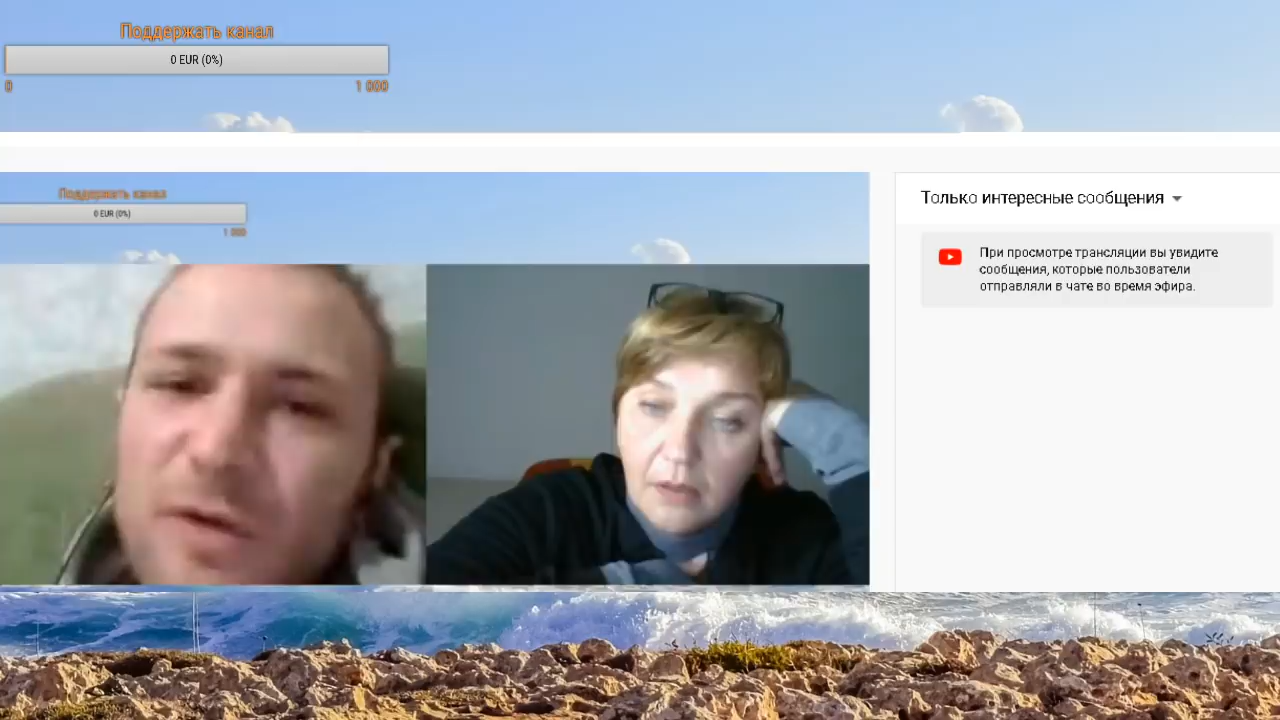 Поддержать канал
0 EUR (0%)
0
1 000
Поддержать канал
0 EUR (0%)
1 000
Только интересные сообщения
При просмотре трансляции вы увидите
сообщения, которые пользователи
отправляли в чате во время эфира.